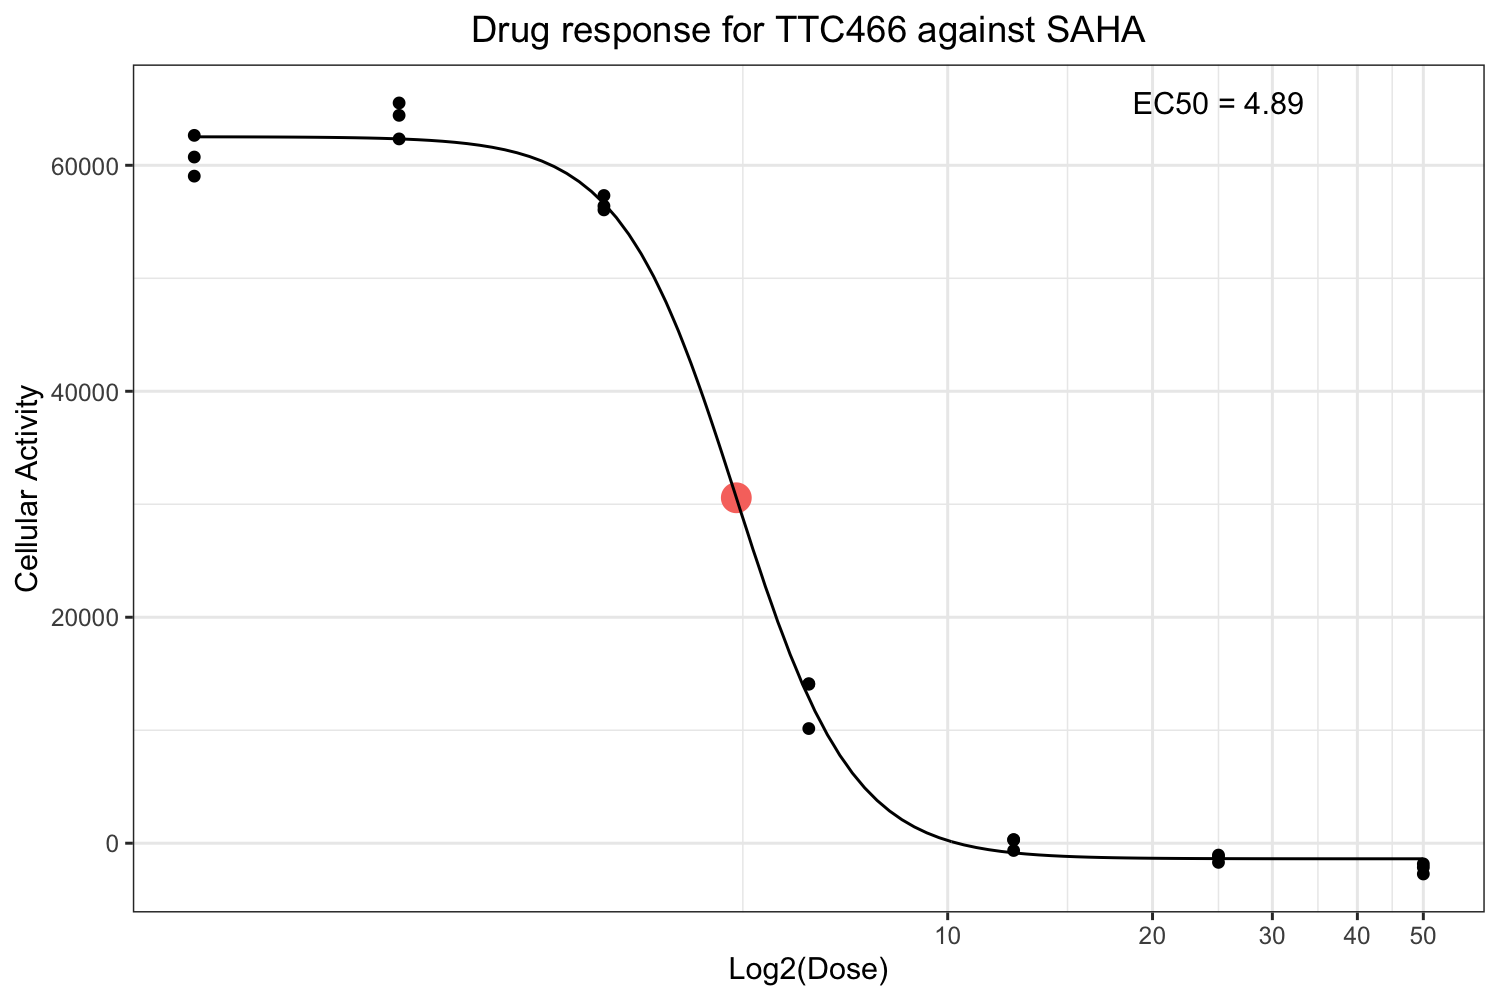 Drug response for TTC466 against SAHA
EC50 = 4.89
Cellular Activity
60000
40000
20000
0
10 20 30 40 50
Log2(Dose)